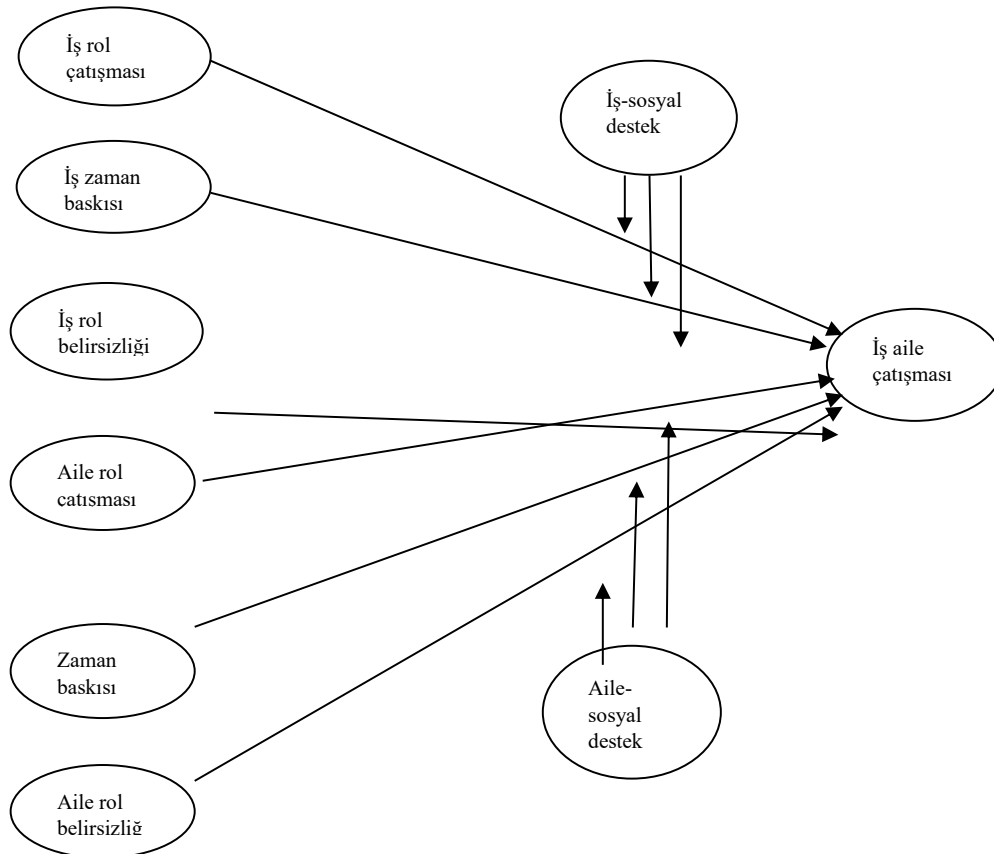 İş rol
çatışması
İş-sosyal
destek
İş zaman
baskısı
İş rol
belirsizliği
İş aile
çatışması
Aile rol
catısması
Zaman
baskısı
Aile-
sosyal
destek
Aile rol
belirsizliğ